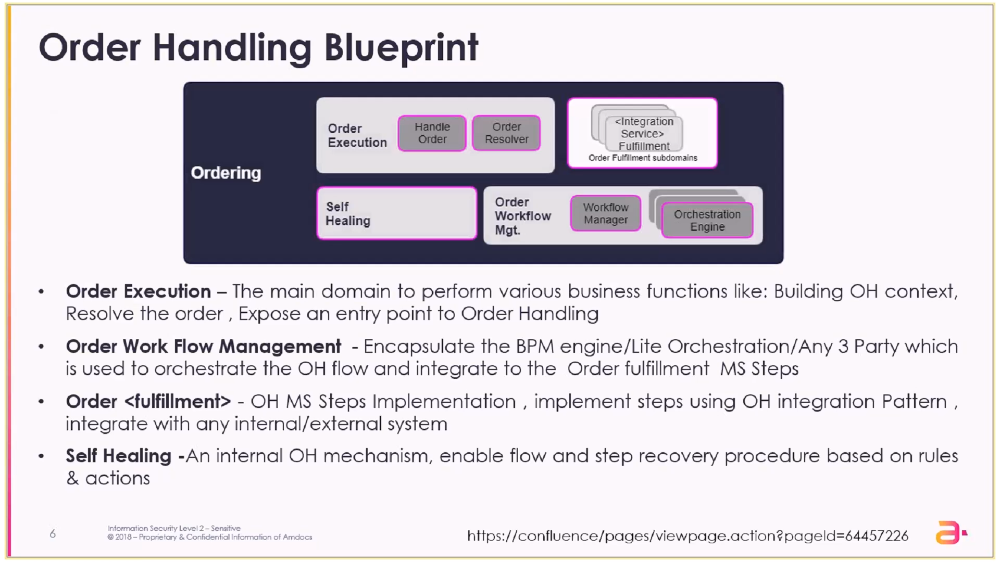 Order Handling Blueprint
Ordering
Order
Execution
Handle
Order
Order
Resolver
<Integration
Service>
Fulfillment
Order Fulfillment subdomains
Self
Healing
Order
Workflow
Mgt.
Workflow
Manager
Orchestration
Engine
• Order Execution – The main domain to perform various business functions like: Building OH context,
Resolve the order , Expose an entry point to Order Handling
• Order Work Flow Management - Encapsulate the BPM engine/Lite Orchestration/Any 3 Party which
is used to orchestrate the OH flow and integrate to the Order fulfillment MS Steps
• Order <fulfillment> - OH MS Steps Implementation , implement steps using OH integration Pattern ,
integrate with any internal/external system
• Self Healing -An internal OH mechanism, enable flow and step recovery procedure based on rules
& actions
6
Information Security Level 2 – Sensitive
© 2018 – Proprietary & Confidential Information of Amdocs
https://confluence/pages/viewpage.action?pageId=64457226
a